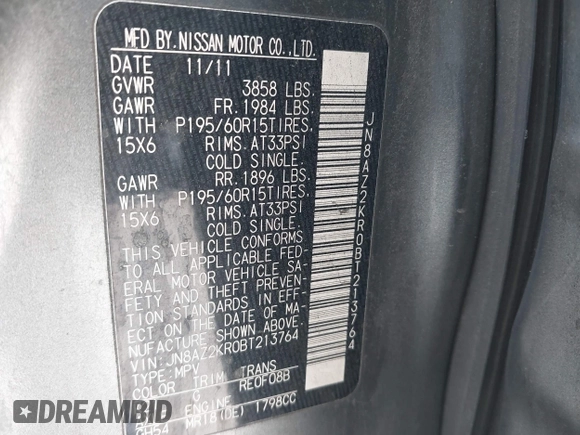 MFD BY. NISSAN MOTOR CO., LTD.
DATE 11/11
GVWR 3858 LBS.
GAWR FR. 1984 LBS.
WITH P195/60R15TIRES.
15X6 RIMS. AT33PSI
COLD SINGLE.
GAWR RR. 1896 LBS.
WITH P195/60R15TIRES.
15X6 RIMS. AT33PSI
COLD SINGLE.
THIS VEHICLE CONFORMS
TO ALL APPLICABLE FED-
ERAL MOTOR VEHICLE SA-
FETY AND THEFT PREVEN-
TION STANDARDS IN EFF-
ECT ON THE DATE OF MA-
NUFACTURE SHOWN ABOVE.
VIN: JN8AZ2KR0BT213764
TYPE: MPV
COLOR TRIM TRANS
G RE0F08B
ENGINE
MR18(DE) 1798CC
JN8AZ2KR0BT213764
DREAMBID